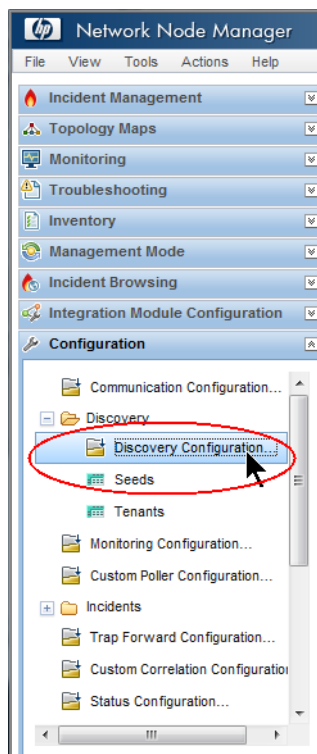 hp Network Node Manager
File View Tools Actions Help
Incident Management
Topology Maps
Monitoring
Troubleshooting
Inventory
Management Mode
Incident Browsing
Integration Module Configuration
Configuration
Communication Configuration...
Discovery
Discovery Configuration...
Seeds
Tenants
Monitoring Configuration...
Custom Poller Configuration...
Incidents
Trap Forward Configuration...
Custom Correlation Configuration
Status Configuration...